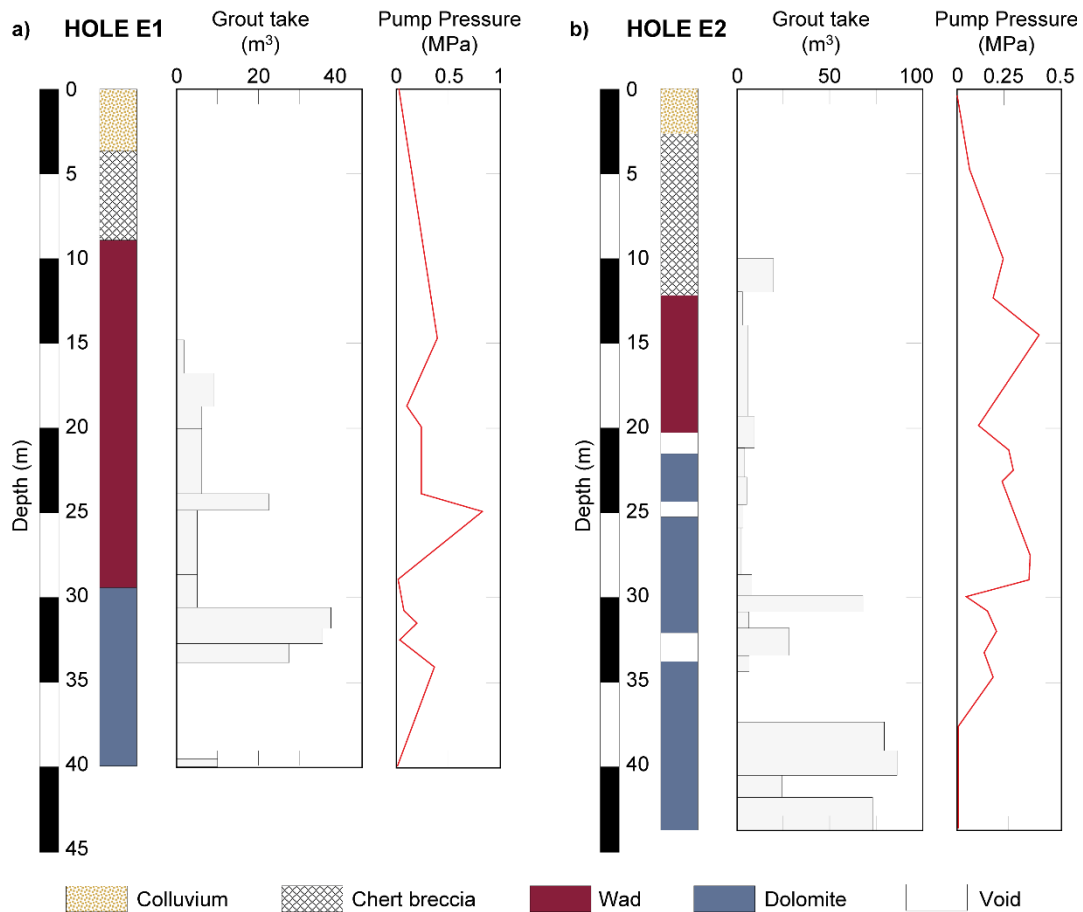 a) HOLE E1
Grout take
(m³)
Pump Pressure
(MPa)
b) HOLE E2
Grout take
(m³)
Pump Pressure
(MPa)
0 20 40
0 0.5 1
0 50 100
0 0.25 0.5
Depth (m)
0
5
10
15
20
25
30
35
40
45
Depth (m)
0
5
10
15
20
25
30
35
40
Colluvium
Chert breccia
Wad
Dolomite
Void